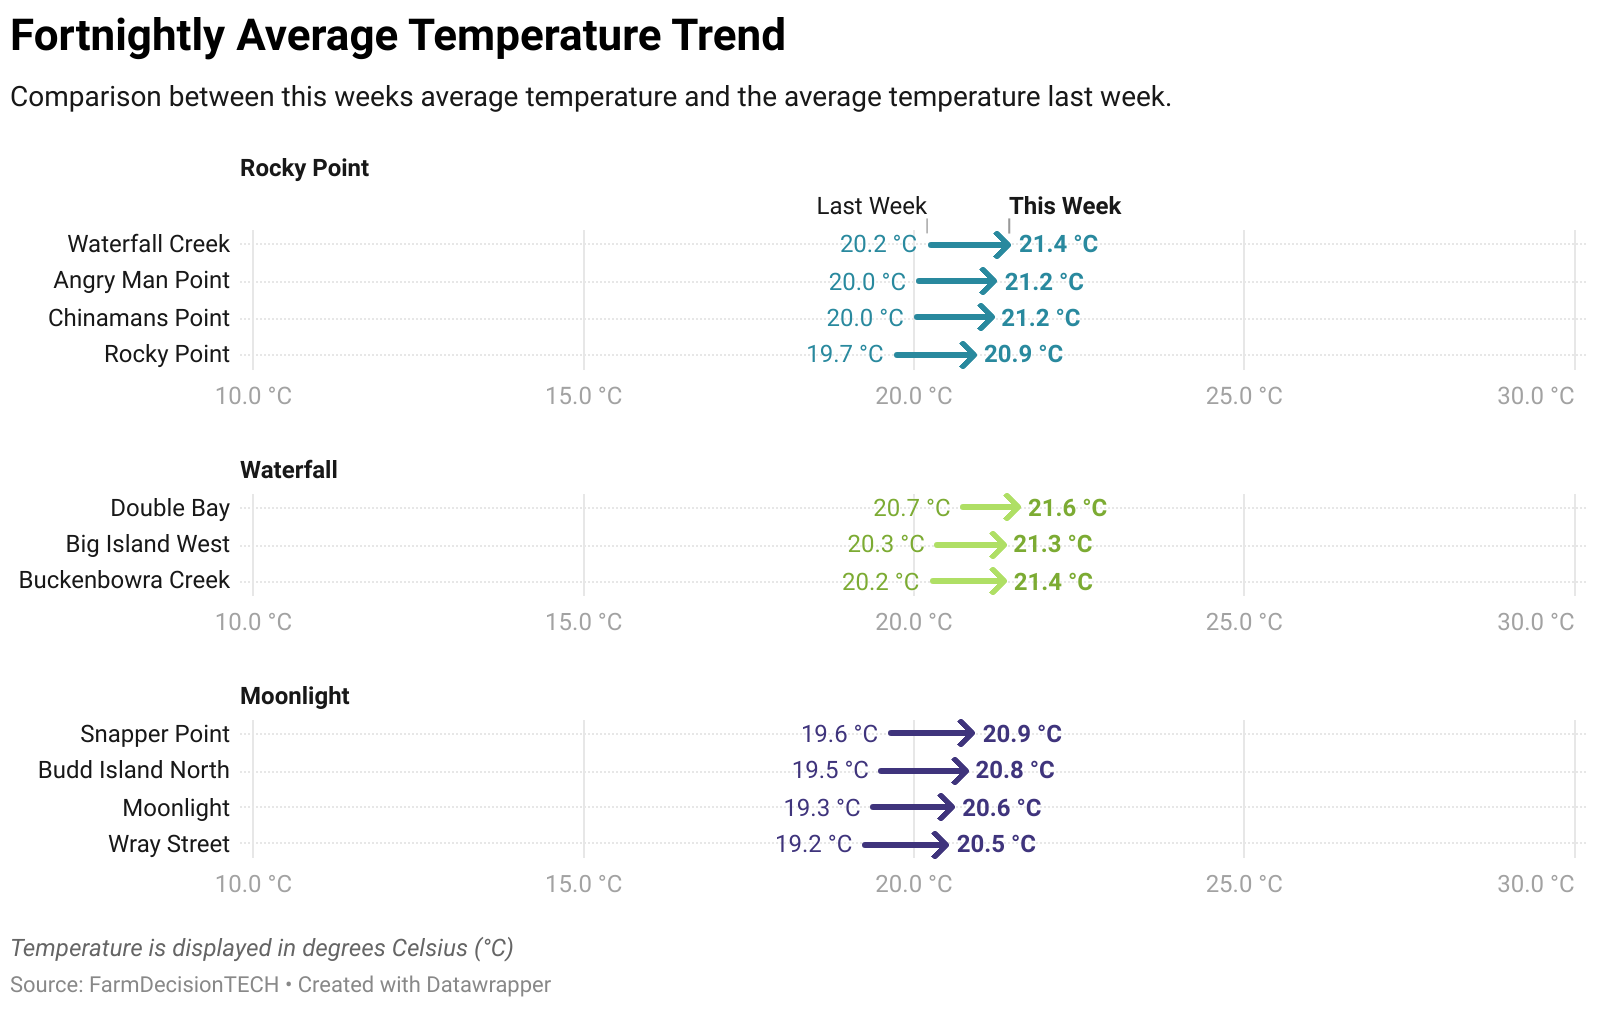 Fortnightly Average Temperature Trend
Comparison between this weeks average temperature and the average temperature last week.
Rocky Point
Last Week This Week
Waterfall Creek 20.2 °C 21.4 °C
Angry Man Point 20.0 °C 21.2 °C
Chinamans Point 20.0 °C 21.2 °C
Rocky Point 19.7 °C 20.9 °C
10.0 °C 15.0 °C 20.0 °C 25.0 °C 30.0 °C
Waterfall
Double Bay 20.7 °C 21.6 °C
Big Island West 20.3 °C 21.3 °C
Buckenbowra Creek 20.2 °C 21.4 °C
10.0 °C 15.0 °C 20.0 °C 25.0 °C 30.0 °C
Moonlight
Snapper Point 19.6 °C 20.9 °C
Budd Island North 19.5 °C 20.8 °C
Moonlight 19.3 °C 20.6 °C
Wray Street 19.2 °C 20.5 °C
10.0 °C 15.0 °C 20.0 °C 25.0 °C 30.0 °C
Temperature is displayed in degrees Celsius (°C)
Source: FarmDecisionTECH • Created with Datawrapper